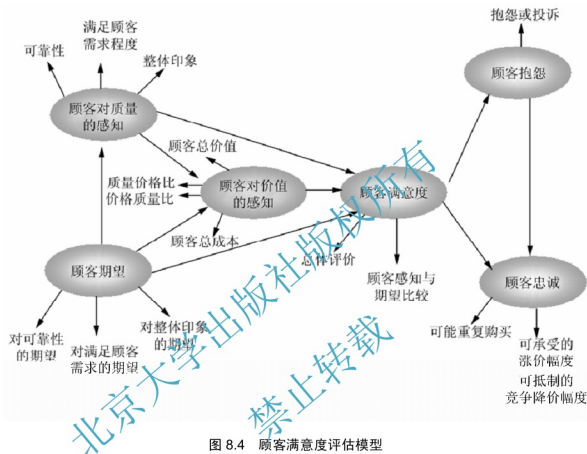 抱怨或投诉
满足顾客
需求程度
可靠性
整体印象
顾客抱怨
顾客对质量
的感知
顾客总价值
质量价格比
价格质量比
顾客对价值
的感知
顾客满意度
顾客总成本
顾客期望
总体评价
顾客感知与
期望比较
顾客忠诚
对可靠性
的期望
对满足顾客
需求的期望
对整体印象
的期望
可能重复购买
可承受的
涨价幅度
可抵制的
竞争降价幅度
北京大学出版社版权所有
禁止转载
图 8.4 顾客满意度评估模型